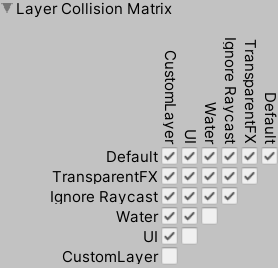 Layer Collision Matrix
CustomLayer
UI
Water
Ignore Raycast
TransparentFX
Default
Default
TransparentFX
Ignore Raycast
Water
UI
CustomLayer